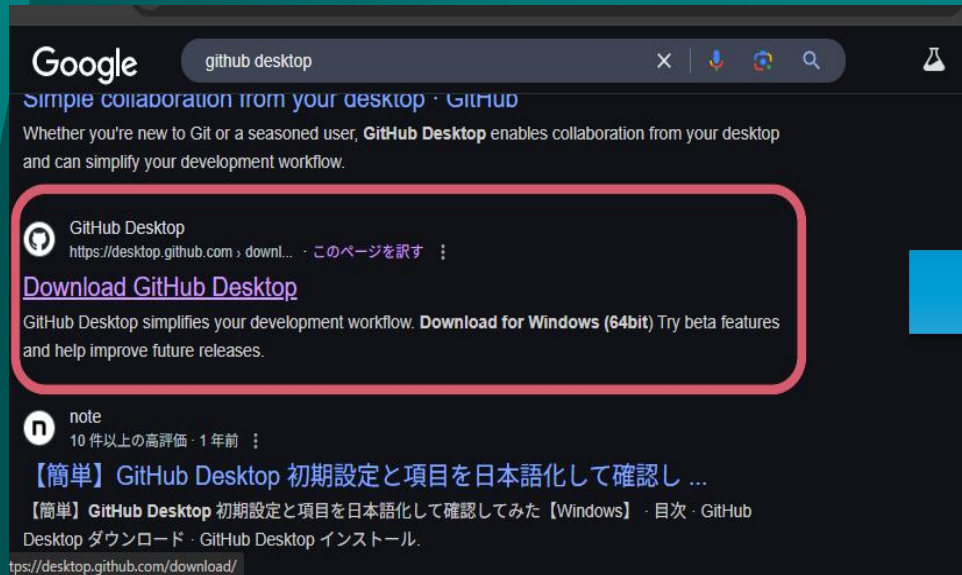 Google
github desktop
Simple collaboration from your desktop · GitHub
Whether you're new to Git or a seasoned user, GitHub Desktop enables collaboration from your desktop
and can simplify your development workflow.
GitHub Desktop
https://desktop.github.com › downl... · このページを訳す
Download GitHub Desktop
GitHub Desktop simplifies your development workflow. Download for Windows (64bit) Try beta features
and help improve future releases.
n note
10 件以上の高評価 · 1 年前
【簡単】GitHub Desktop 初期設定と項目を日本語化して確認し ...
【簡単】GitHub Desktop 初期設定と項目を日本語化して確認してみた【Windows】 · 目次 · GitHub
Desktop ダウンロード · GitHub Desktop インストール.
tps://desktop.github.com/download/